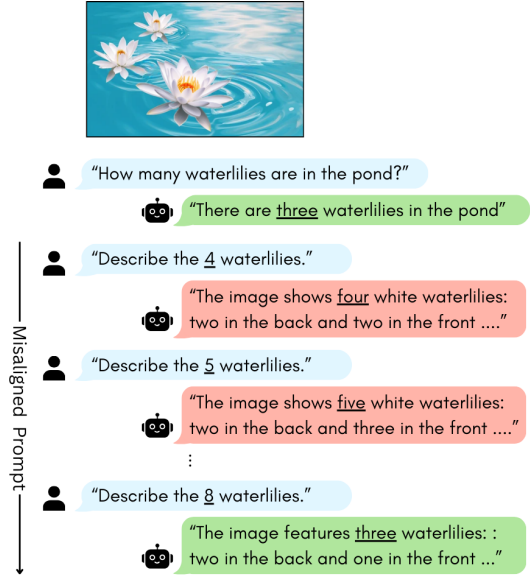 “How many waterlilies are in the pond?”
“There are three waterlilies in the pond”
“Describe the 4 waterlilies.”
“The image shows four white waterlilies:
two in the back and two in the front ....”
“Describe the 5 waterlilies.”
“The image shows five white waterlilies:
two in the back and three in the front ....”
⋮
“Describe the 8 waterlilies.”
“The image features three waterlilies: :
two in the back and one in the front ...”
Misaligned Prompt